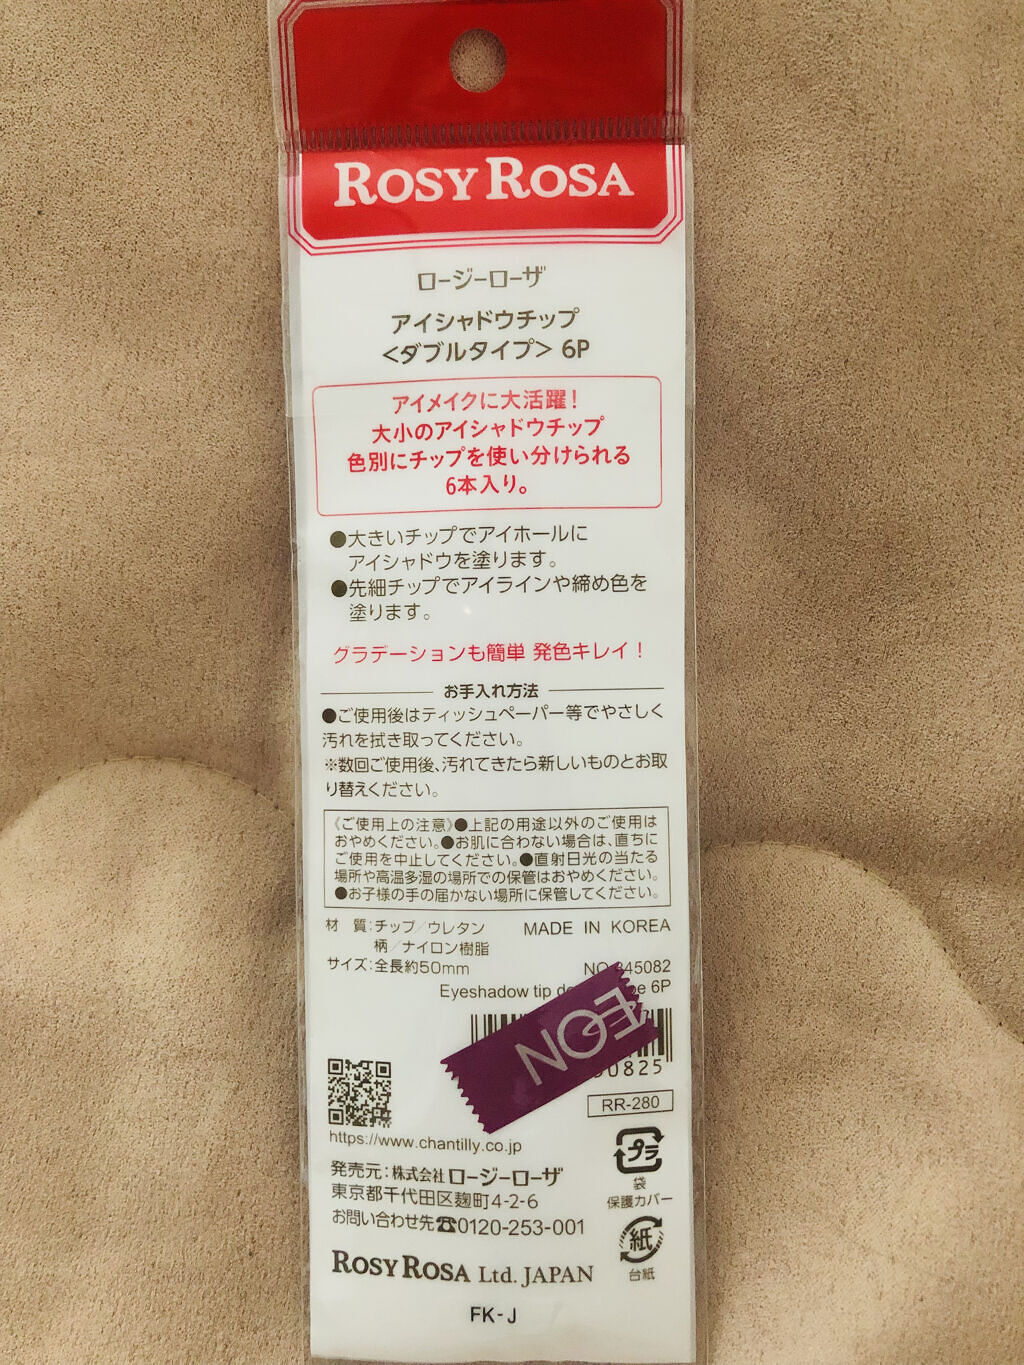 ROSY ROSA
ロージーローザ
アイシャドウチップ
<ダブルタイプ> 6P
アイメイクに大活躍!
大小のアイシャドウチップ
色別にチップを使い分けられる
6本入り。
●大きいチップでアイホールに
アイシャドウを塗ります。
●先細チップでアイラインや締め色を
塗ります。
グラデーションも簡単 発色キレイ!
お手入れ方法
●ご使用後はティッシュペーパー等でやさしく
汚れを拭き取ってください。
※数回ご使用後、汚れてきたら新しいものとお取
り替えください。
《ご使用上の注意》●上記の用途以外のご使用は
おやめください。●お肌に合わない場合は、直ちに
ご使用を中止してください。●直射日光の当たる
場所や高温多湿の場所での保管はおやめください。
●お子様の手の届かない場所に保管してください。
材 質:チップ/ウレタン MADE IN KOREA
柄/ナイロン樹脂
サイズ:全長約50mm NO. 45082
Eyeshadow tip 6P
ÆON
0825
RR-280
https://www.chantilly.co.jp
プラ
袋
保護カバー
発売元:株式会社ロージーローザ
東京都千代田区麹町4-2-6
お問い合わせ先☎0120-253-001
紙
台紙
ROSY ROSA Ltd. JAPAN
FK-J